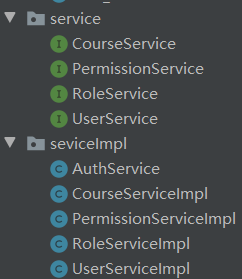 service
CourseService
PermissionService
RoleService
UserService
seviceImpl
AuthService
CourseServiceImpl
PermissionServiceImpl
RoleServiceImpl
UserServiceImpl